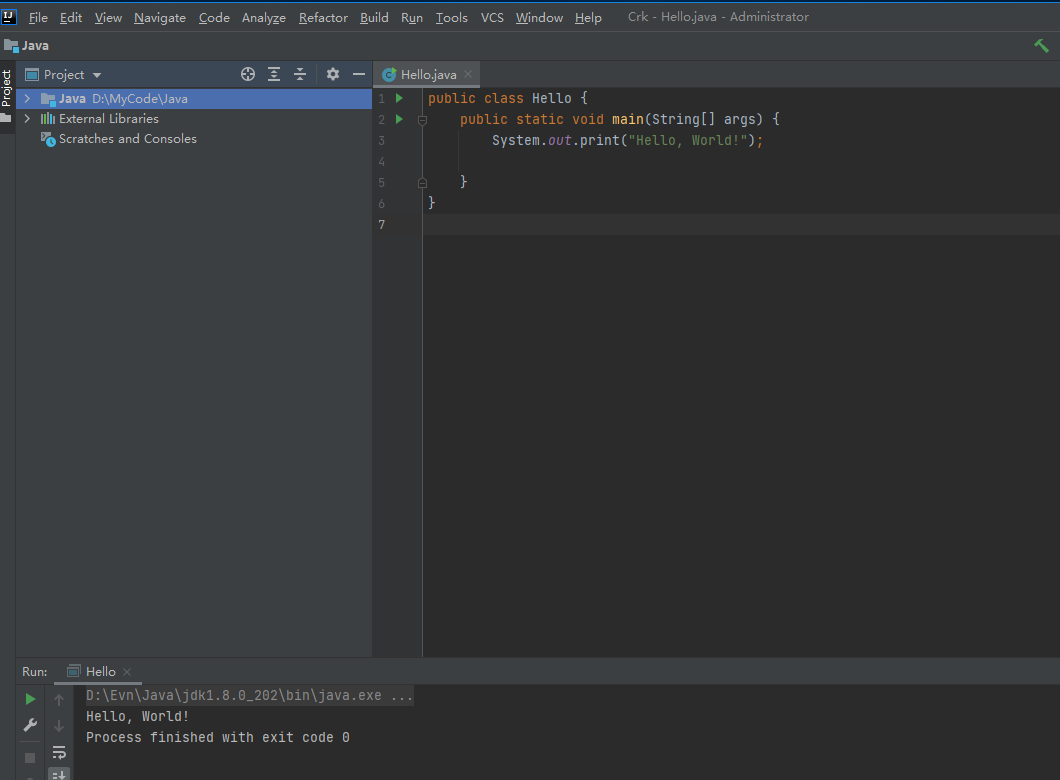 File Edit View Navigate Code Analyze Refactor Build Run Tools VCS Window Help Crk - Hello.java - Administrator
Java
Project
Project
Hello.java
Java D:\MyCode\Java
External Libraries
Scratches and Consoles
1 public class Hello {
2 public static void main(String[] args) {
3 System.out.print("Hello, World!");
4
5 }
6 }
7
Run: Hello
D:\Evn\Java\jdk1.8.0_202\bin\java.exe ...
Hello, World!
Process finished with exit code 0